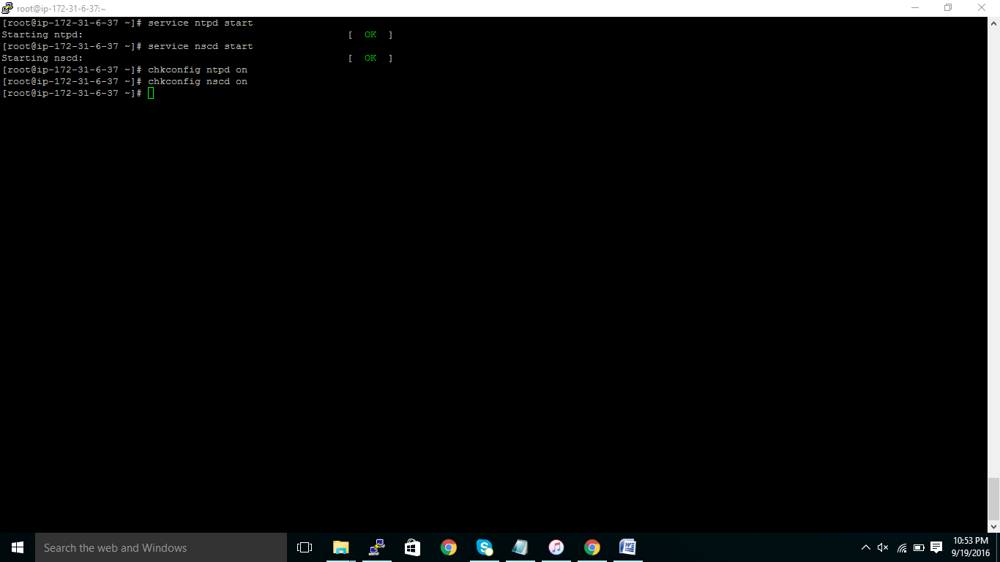 root@ip-172-31-6-37:~
[root@ip-172-31-6-37 ~]# service ntpd start
Starting ntpd:                                             [  OK  ]
[root@ip-172-31-6-37 ~]# service nscd start
Starting nscd:                                             [  OK  ]
[root@ip-172-31-6-37 ~]# chkconfig ntpd on
[root@ip-172-31-6-37 ~]# chkconfig nscd on
[root@ip-172-31-6-37 ~]#
Search the web and Windows
10:53 PM
9/19/2016